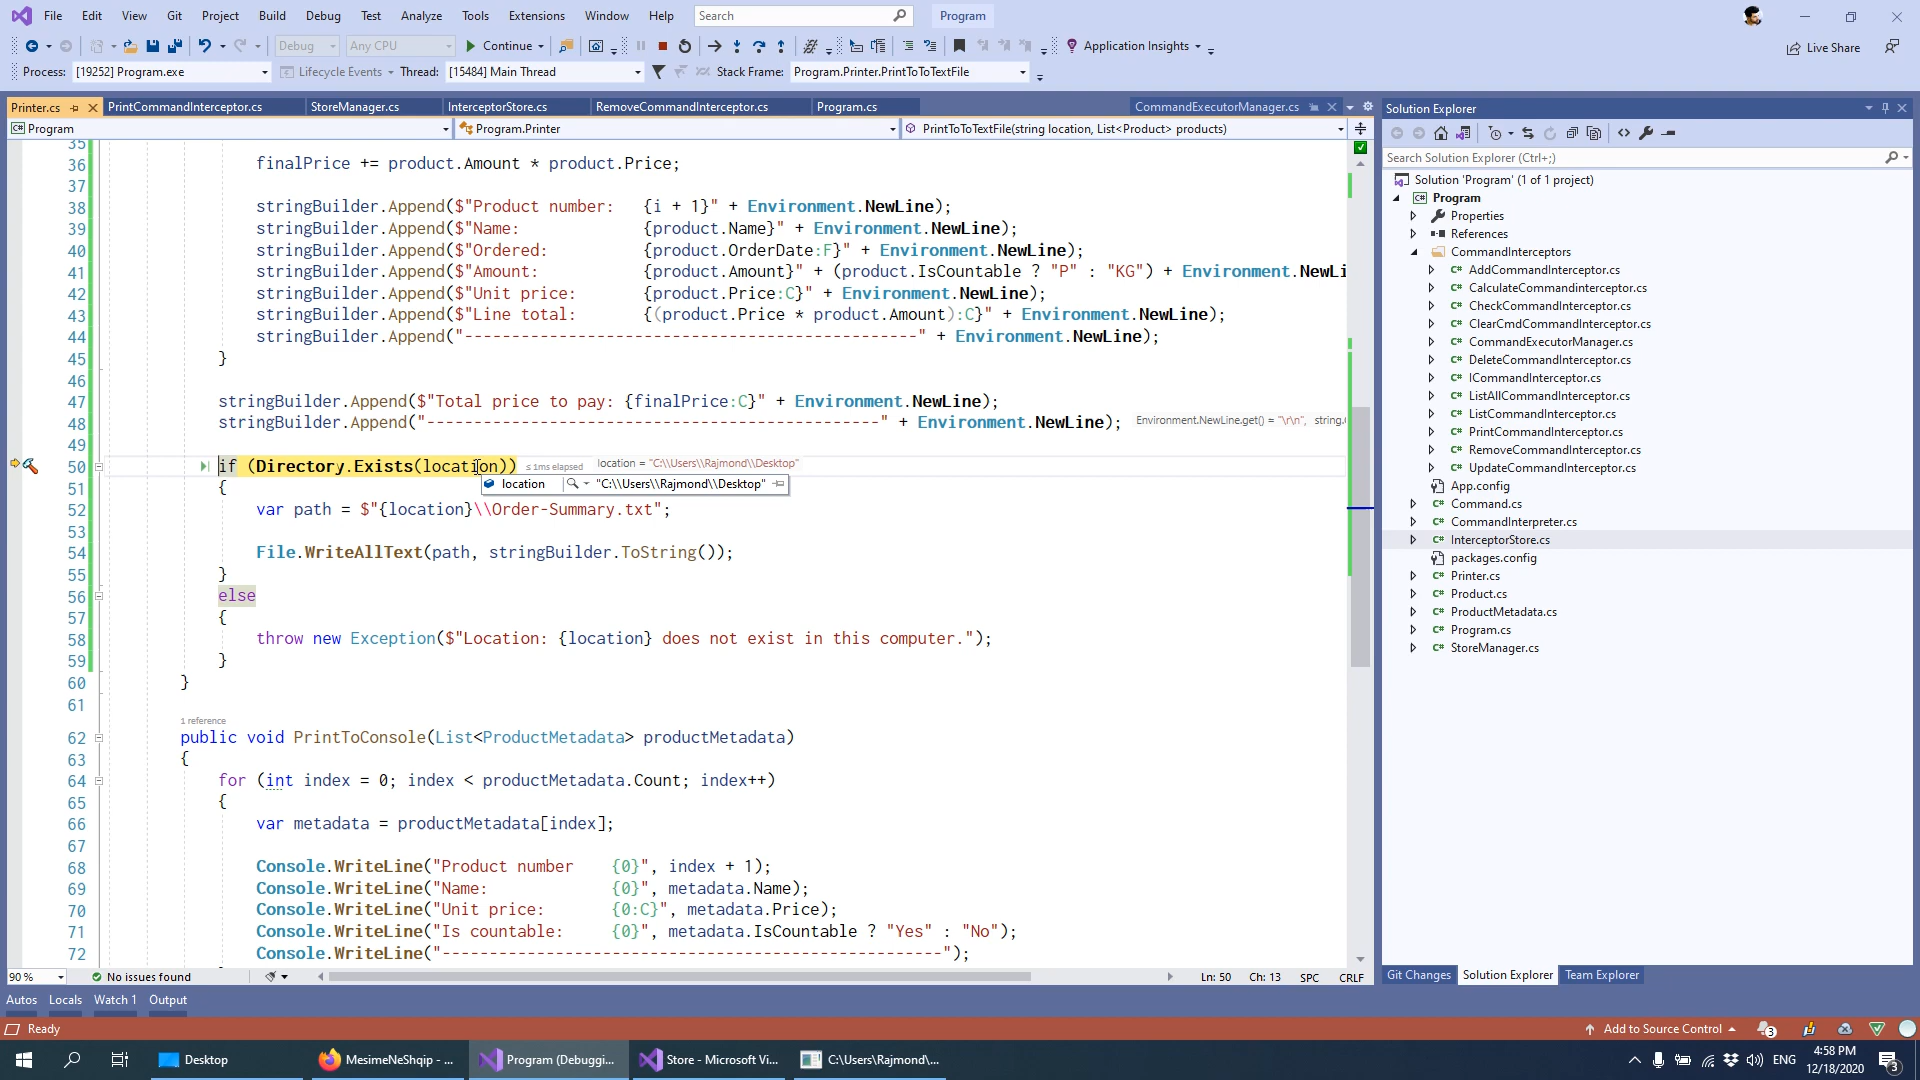 File Edit View Git Project Build Debug Test Analyze Tools Extensions Window Help Search Program
Debug Any CPU Continue Application Insights Live Share
Process: [19252] Program.exe Lifecycle Events Thread: [15484] Main Thread Stack Frame: Program.Printer.PrintToToTextFile
Printer.cs PrintCommandInterceptor.cs StoreManager.cs InterceptorStore.cs RemoveCommandInterceptor.cs Program.cs CommandExecutorManager.cs
Program Program.Printer PrintToToTextFile(string location, List<Product> products)
35
36 finalPrice += product.Amount * product.Price;
37
38 stringBuilder.Append($"Product number:   {i + 1}" + Environment.NewLine);
39 stringBuilder.Append($"Name:             {product.Name}" + Environment.NewLine);
40 stringBuilder.Append($"Ordered:          {product.OrderDate:F}" + Environment.NewLine);
41 stringBuilder.Append($"Amount:           {product.Amount}" + (product.IsCountable ? "P" : "KG") + Environment.NewLi
42 stringBuilder.Append($"Unit price:       {product.Price:C}" + Environment.NewLine);
43 stringBuilder.Append($"Line total:       {(product.Price * product.Amount):C}" + Environment.NewLine);
44 stringBuilder.Append("------------------------------------------------" + Environment.NewLine);
45 }
46
47 stringBuilder.Append($"Total price to pay: {finalPrice:C}" + Environment.NewLine);
48 stringBuilder.Append("------------------------------------------------" + Environment.NewLine); Environment.NewLine.get() = "\r\n",
49
50 if (Directory.Exists(location)) ≤ 1ms elapsed location = "C:\\Users\\Rajmond\\Desktop"
51 { location "C:\\Users\\Rajmond\\Desktop"
52 var path = $"{location}\\Order-Summary.txt";
53
54 File.WriteAllText(path, stringBuilder.ToString());
55 }
56 else
57 {
58 throw new Exception($"Location: {location} does not exist in this computer.");
59 }
60 }
61
1 reference
62 public void PrintToConsole(List<ProductMetadata> productMetadata)
63 {
64 for (int index = 0; index < productMetadata.Count; index++)
65 {
66 var metadata = productMetadata[index];
67
68 Console.WriteLine("Product number    {0}", index + 1);
69 Console.WriteLine("Name:             {0}", metadata.Name);
70 Console.WriteLine("Unit price:       {0:C}", metadata.Price);
71 Console.WriteLine("Is countable:     {0}", metadata.IsCountable ? "Yes" : "No");
72 Console.WriteLine("-----------------------------------------------------");
90 % No issues found Ln: 50 Ch: 13 SPC CRLF
Solution Explorer
Search Solution Explorer (Ctrl+;)
Solution 'Program' (1 of 1 project)
Program
Properties
References
CommandInterceptors
AddCommandInterceptor.cs
CalculateCommandinterceptor.cs
CheckCommandInterceptor.cs
ClearCmdCommandInterceptor.cs
CommandExecutorManager.cs
DeleteCommandInterceptor.cs
ICommandInterceptor.cs
ListAllCommandInterceptor.cs
ListCommandInterceptor.cs
PrintCommandInterceptor.cs
RemoveCommandInterceptor.cs
UpdateCommandInterceptor.cs
App.config
Command.cs
CommandInterpreter.cs
InterceptorStore.cs
packages.config
Printer.cs
Product.cs
ProductMetadata.cs
Program.cs
StoreManager.cs
Git Changes Solution Explorer Team Explorer
Autos Locals Watch 1 Output
Ready Add to Source Control 3
Desktop MesimeNeShqip - ... Program (Debuggi... Store - Microsoft Vi... C:\Users\Rajmond\... ENG 4:58 PM
12/18/2020 3